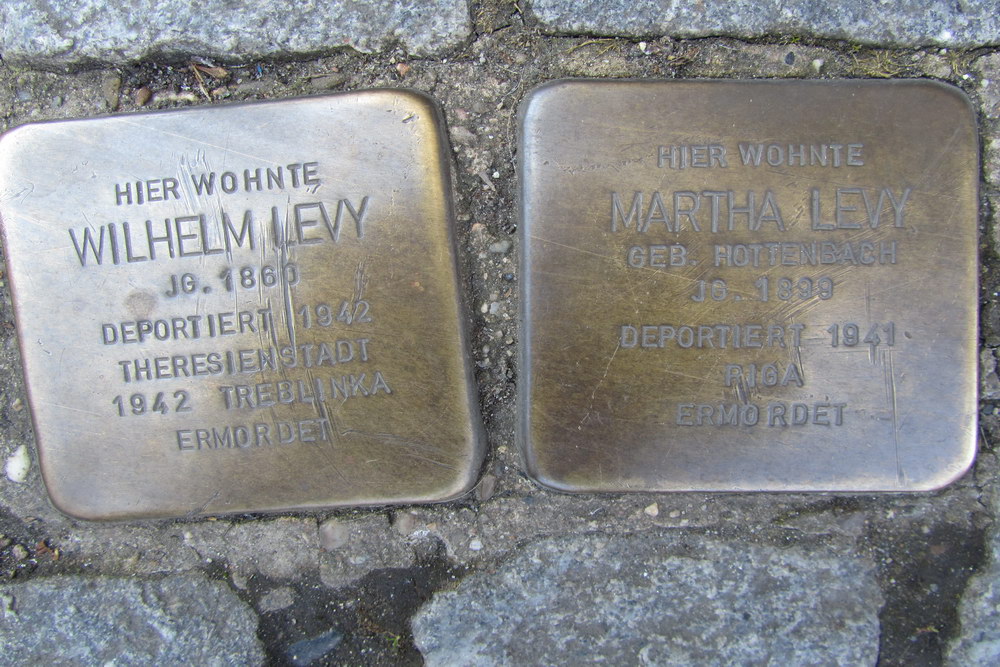 HIER WOHNTE
WILHELM LEVY
JG. 1860
DEPORTIERT 1942
THERESIENSTADT
1942 TREBLINKA
ERMORDET
HIER WOHNTE
MARTHA LEVY
GEB. HOTTENBACH
JG. 1899
DEPORTIERT 1941
RIGA
ERMORDET